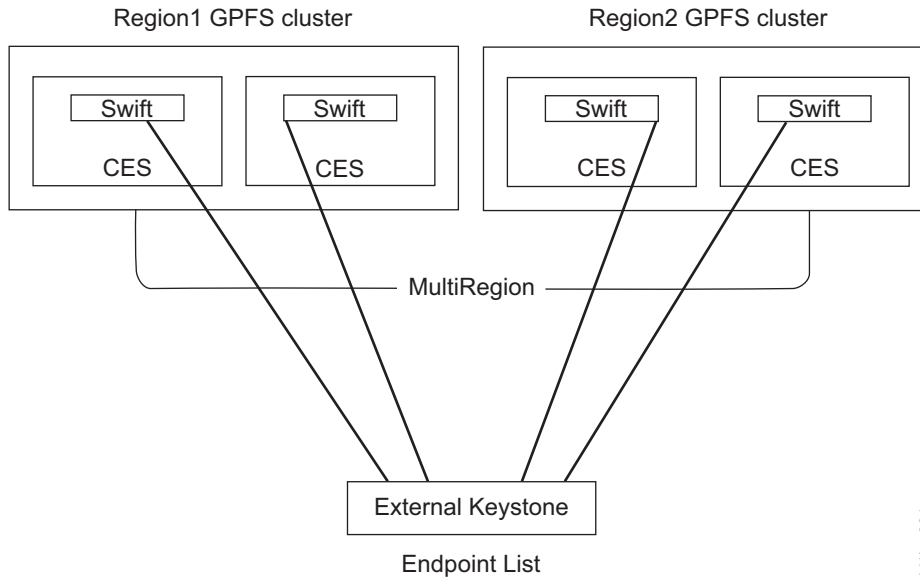 Region1 GPFS cluster
Region2 GPFS cluster
Swift
Swift
Swift
Swift
CES
CES
CES
CES
MultiRegion
External Keystone
Endpoint List